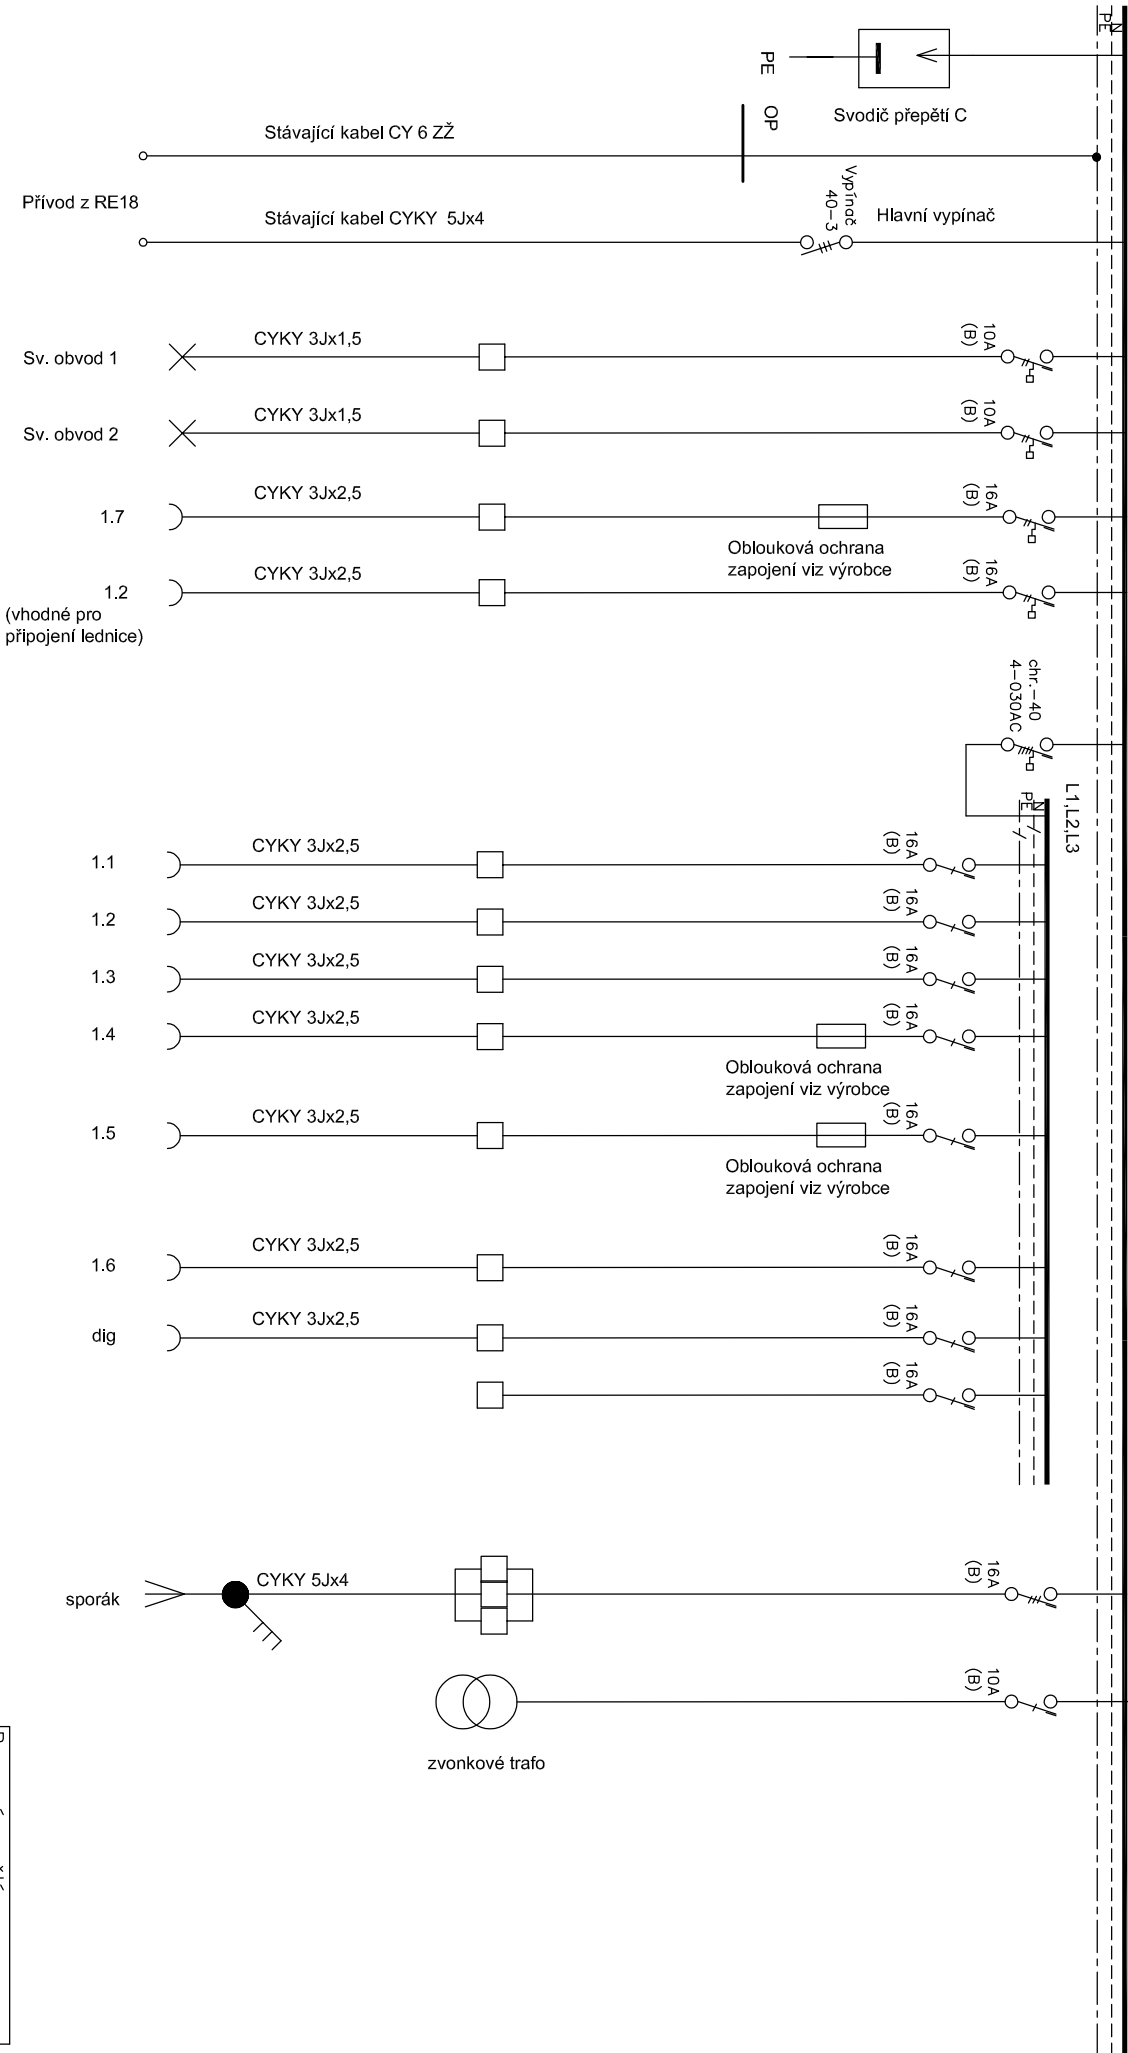 N
PE
PE
OP
Svodič přepětí C
Stávající kabel CY 6 ZŽ
Přívod z RE18
Stávající kabel CYKY 5Jx4
Vypínač
40-3
Hlavní vypínač
Sv. obvod 1
CYKY 3Jx1,5
10A
(B)
Sv. obvod 2
CYKY 3Jx1,5
10A
(B)
1.7
CYKY 3Jx2,5
Oblouková ochrana
zapojení viz výrobce
16A
(B)
1.2
(vhodné pro
připojení lednice)
CYKY 3Jx2,5
16A
(B)
chr.-40
4-030AC
L1,L2,L3
N
PE
1.1
CYKY 3Jx2,5
16A
(B)
1.2
CYKY 3Jx2,5
16A
(B)
1.3
CYKY 3Jx2,5
16A
(B)
1.4
CYKY 3Jx2,5
Oblouková ochrana
zapojení viz výrobce
16A
(B)
1.5
CYKY 3Jx2,5
Oblouková ochrana
zapojení viz výrobce
16A
(B)
1.6
CYKY 3Jx2,5
16A
(B)
dig
CYKY 3Jx2,5
16A
(B)
16A
(B)
sporák
CYKY 5Jx4
16A
(B)
10A
(B)
zvonkové trafo